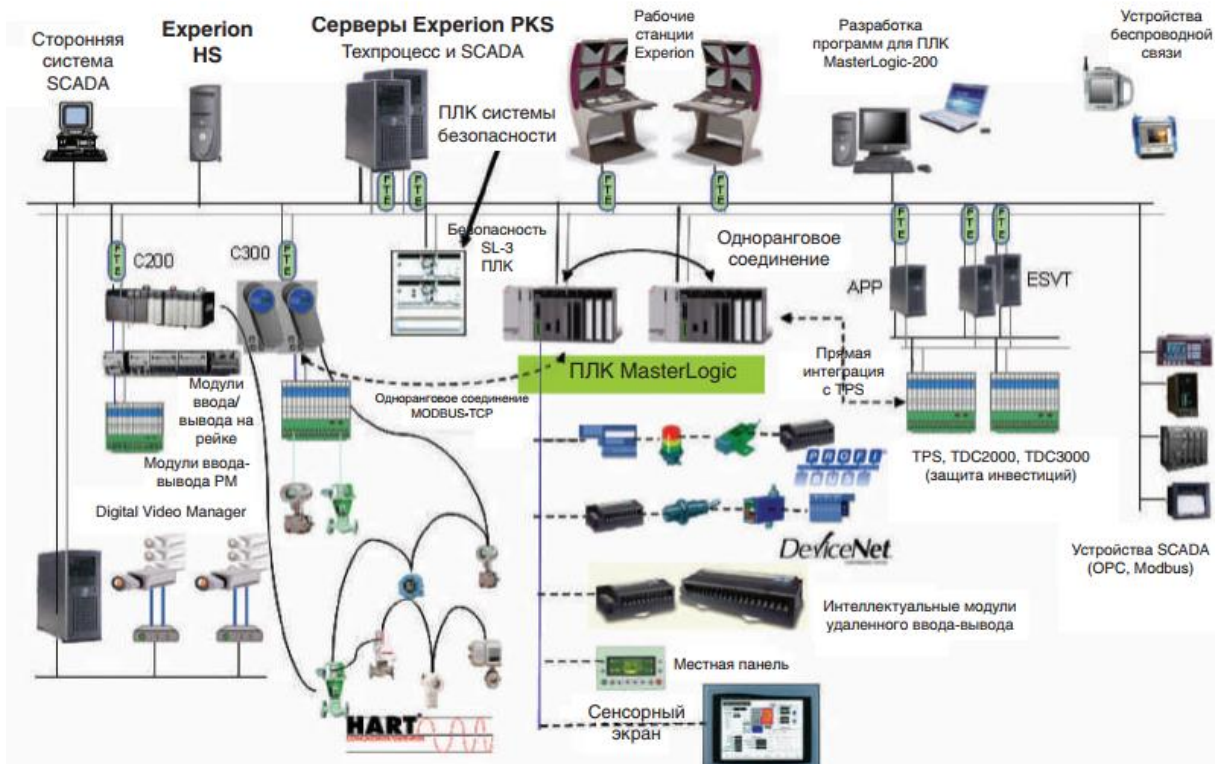 Сторонняя
система
SCADA
Experion
HS
Серверы Experion PKS
Техпроцесс и SCADA
Рабочие
станции
Experion
Разработка
программ для ПЛК
MasterLogic-200
Устройства
беспроводной
связи
ПЛК системы
безопасности
FTE
FTE
FTE
FTE
FTE
FTE
FTE
FTE
FTE
C200
C300
Безопасность
SL-3
ПЛК
Одноранговое
соединение
APP
ESVT
ПЛК MasterLogic
Прямая
интеграция
с TPS
Модули
ввода/
вывода на
рейке
Одноранговое соединение
MODBUS-TCP
Модули ввода-
вывода PM
TPS, TDC2000, TDC3000
(защита инвестиций)
PROFI
Digital Video Manager
DeviceNet
Устройства SCADA
(OPC, Modbus)
Интеллектуальные модули
удаленного ввода-вывода
Местная панель
Сенсорный
экран
HART